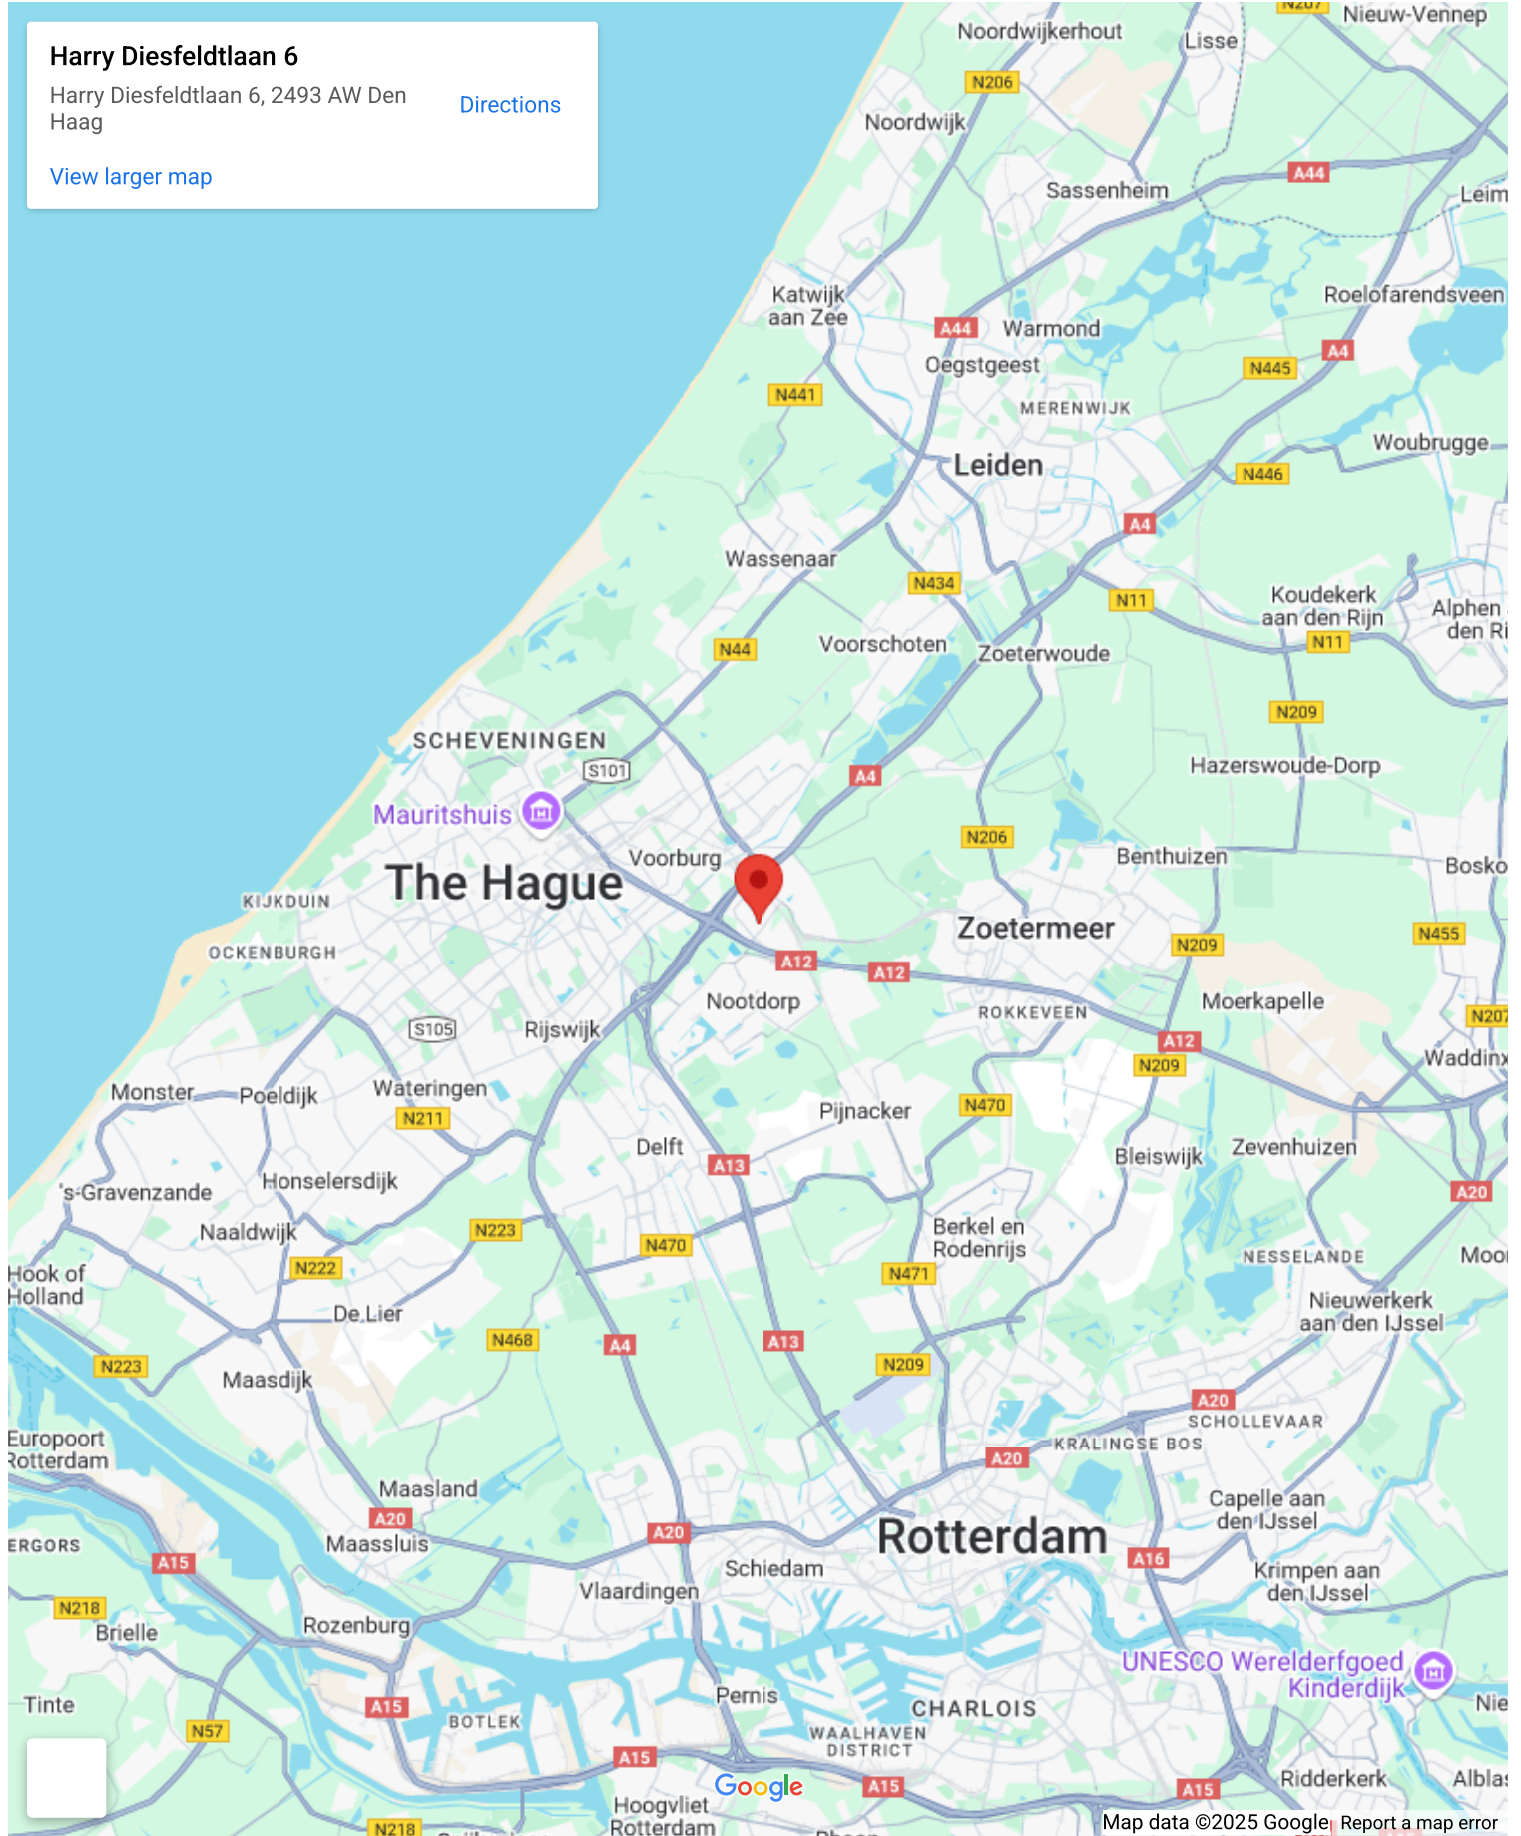 Harry Diesfeldtlaan 6
Harry Diesfeldtlaan 6, 2493 AW Den
Haag
Directions
View larger map
N207
Nieuw-Vennep
Noordwijkerhout
Lisse
N206
Noordwijk
A44
Sassenheim
Leim
Katwijk
aan Zee
Roelofarendsveen
A44
Warmond
A4
Oegstgeest
N445
N441
MERENWIJK
Woubrugge
Leiden
N446
A4
Wassenaar
N434
N11
Koudekerk
aan den Rijn
Alphen
den Ri
N11
N44
Voorschoten
Zoeterwoude
N209
SCHEVENINGEN
S101
Hazerswoude-Dorp
A4
Mauritshuis
N206
Voorburg
Benthuizen
Bosko
The Hague
KIJKDUIN
Zoetermeer
N455
N209
OCKENBURGH
A12
A12
Nootdorp
ROKKEVEEN
Moerkapelle
N207
S105
Rijswijk
A12
Waddinx
N209
Monster
Poeldijk
Wateringen
N211
Pijnacker
N470
Delft
A13
Bleiswijk
Zevenhuizen
Honselersdijk
's-Gravenzande
A20
Naaldwijk
N223
N470
Berkel en
Rodenrijs
NESSELANDE
Moor
N222
N471
Hook of
Holland
Nieuwerkerk
aan den IJssel
De Lier
N468
A4
A13
N223
N209
Maasdijk
A20
SCHOLLEVAAR
Europoort
Rotterdam
KRALINGSE BOS
A20
Maasland
Capelle aan
den IJssel
A20
A20
Rotterdam
Maassluis
ERGORS
A15
A16
Schiedam
Krimpen aan
den IJssel
Vlaardingen
N218
Brielle
Rozenburg
UNESCO Werelderfgoed
Kinderdijk
Tinte
Pernis
Nie
A15
CHARLOIS
BOTLEK
N57
WAALHAVEN
DISTRICT
A15
Google
A15
A15
Ridderkerk
Alblas
Hoogvliet
Rotterdam
N218
Map data ©2025 Google
Report a map error